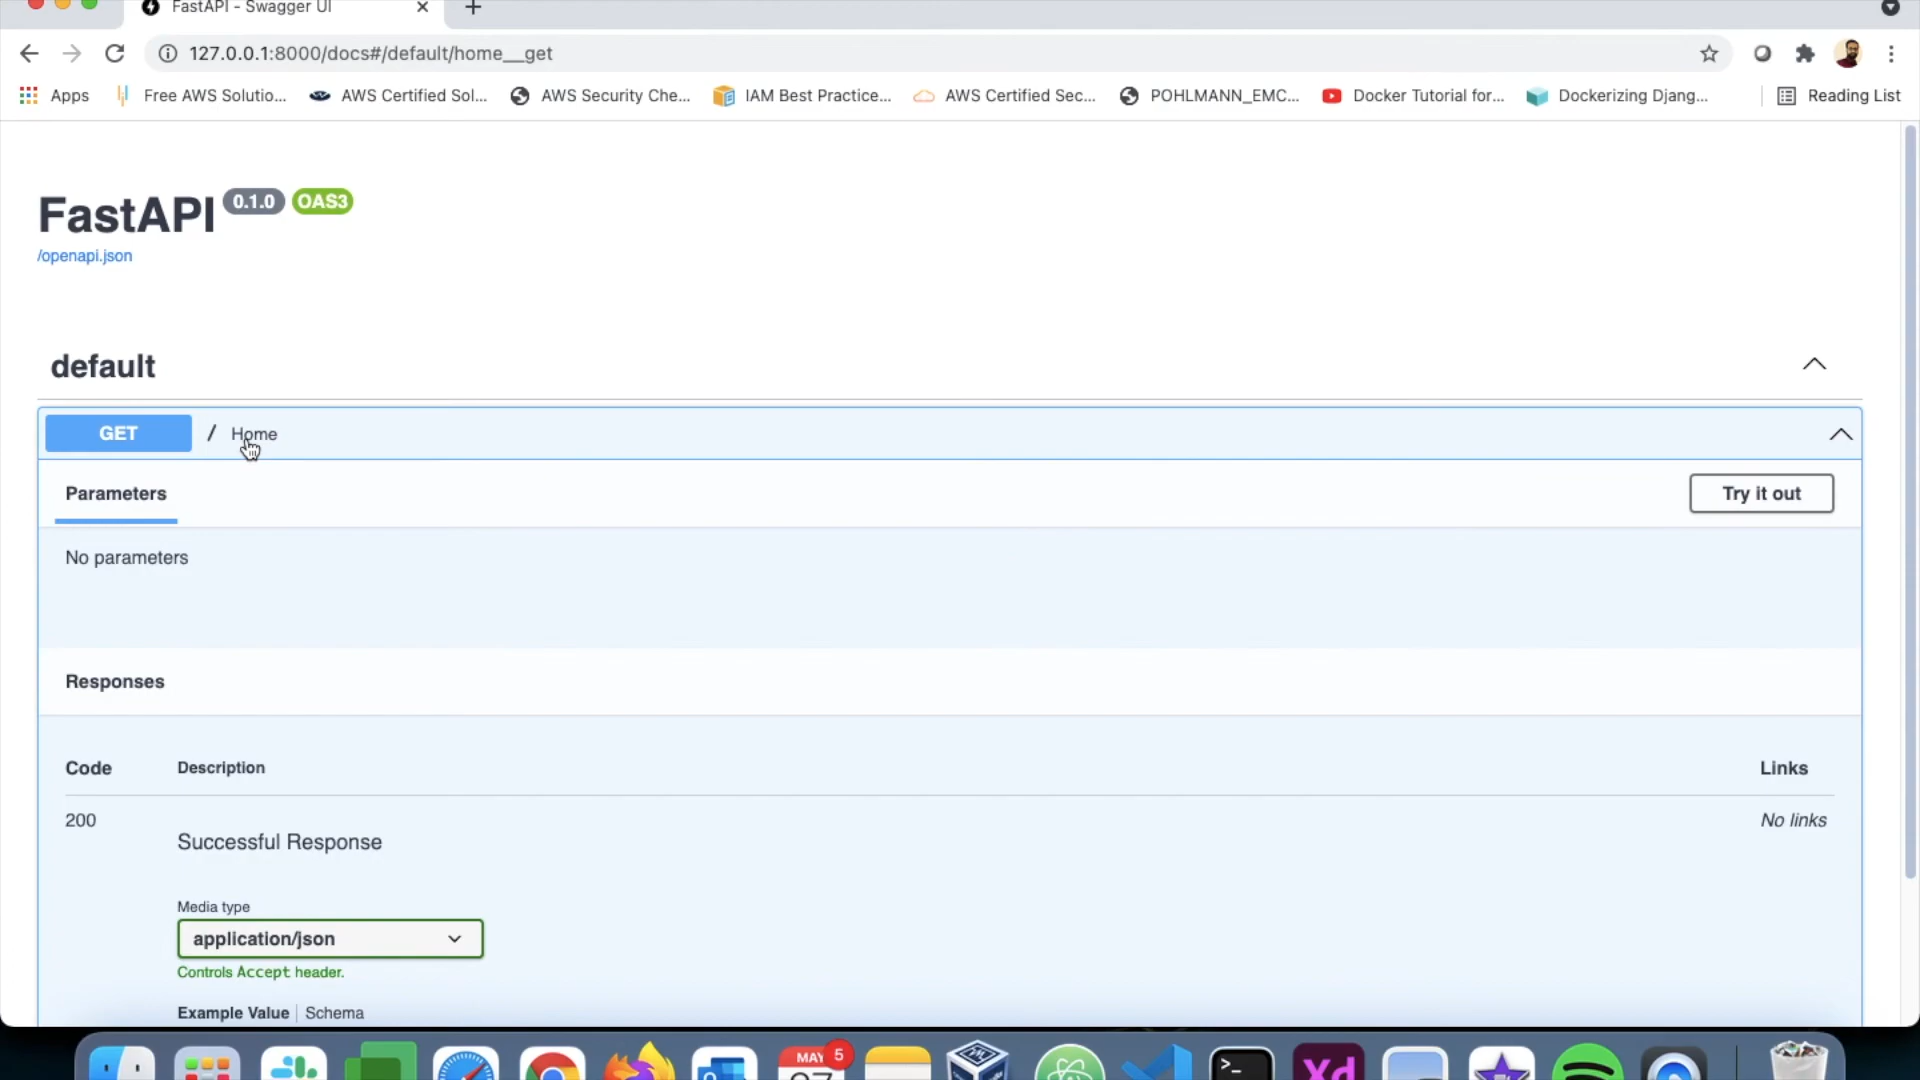 FastAPI - Swagger UI
127.0.0.1:8000/docs#/default/home__get
Apps Free AWS Solutio... AWS Certified Sol... AWS Security Che... IAM Best Practice... AWS Certified Sec... POHLMANN_EMC... Docker Tutorial for... Dockerizing Djang... Reading List
FastAPI 0.1.0 OAS3
/openapi.json
default
GET / Home
Parameters Try it out
No parameters
Responses
Code Description Links
200 Successful Response No links
Media type
application/json
Controls Accept header.
Example Value Schema
MAY 5
Xd